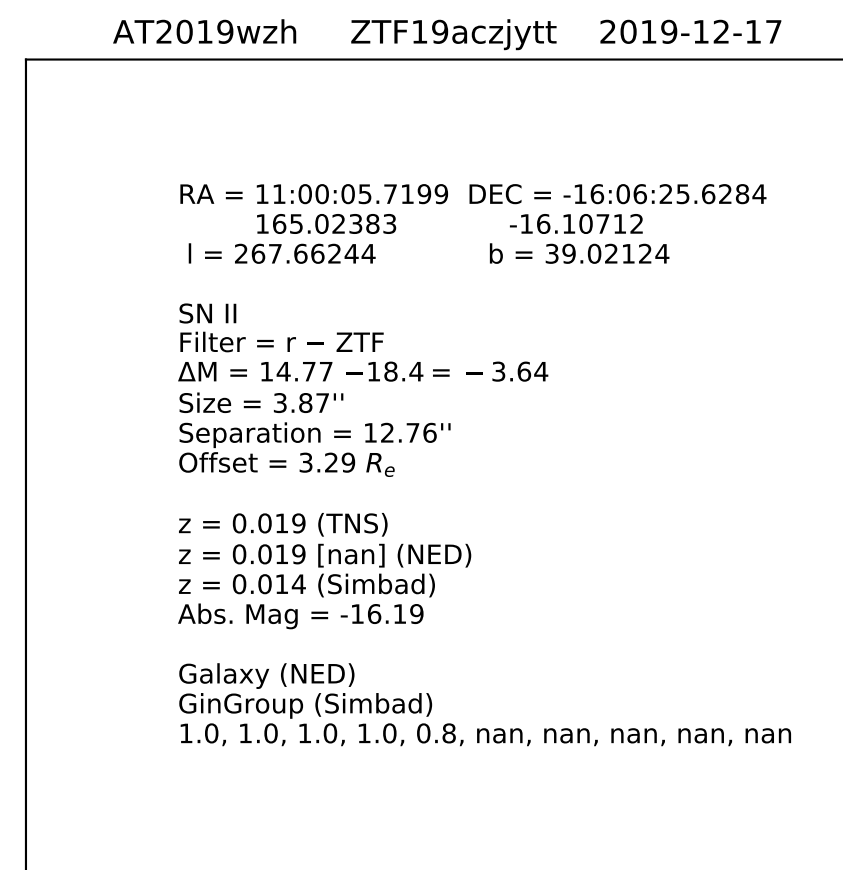 AT2019wzh ZTF19aczjytt 2019-12-17
RA = 11:00:05.7199 DEC = -16:06:25.6284
165.02383 -16.10712
l = 267.66244 b = 39.02124
SN II
Filter = r − ZTF
ΔM = 14.77 −18.4 = − 3.64
Size = 3.87''
Separation = 12.76''
Offset = 3.29 Rₑ
z = 0.019 (TNS)
z = 0.019 [nan] (NED)
z = 0.014 (Simbad)
Abs. Mag = -16.19
Galaxy (NED)
GinGroup (Simbad)
1.0, 1.0, 1.0, 1.0, 0.8, nan, nan, nan, nan, nan